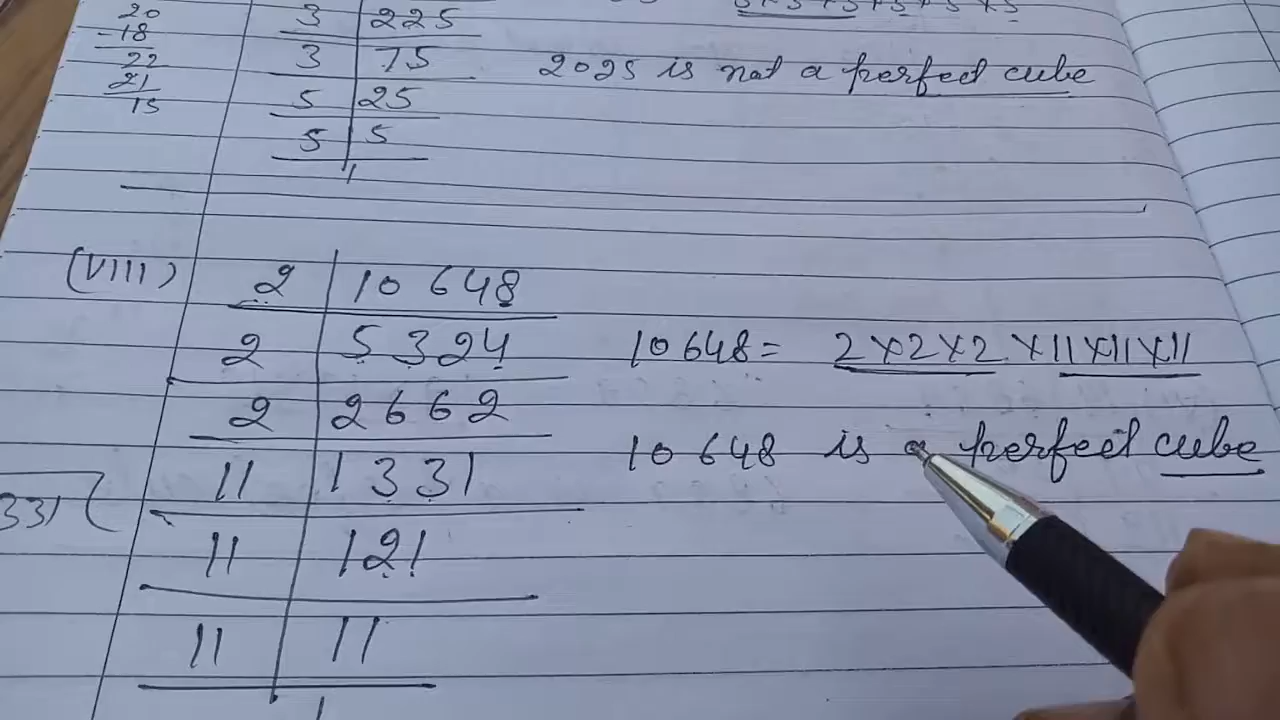 20
-18
22
21
15
3 | 225
3 | 75
5 | 25
5 | 5
1
2025 is not a perfect cube
(VIII)
2 | 10648
2 | 5324
2 | 2662
11 | 1331
11 | 121
11 | 11
1
10648 = 2×2×2×11×11×11
10648 is a perfect cube
331